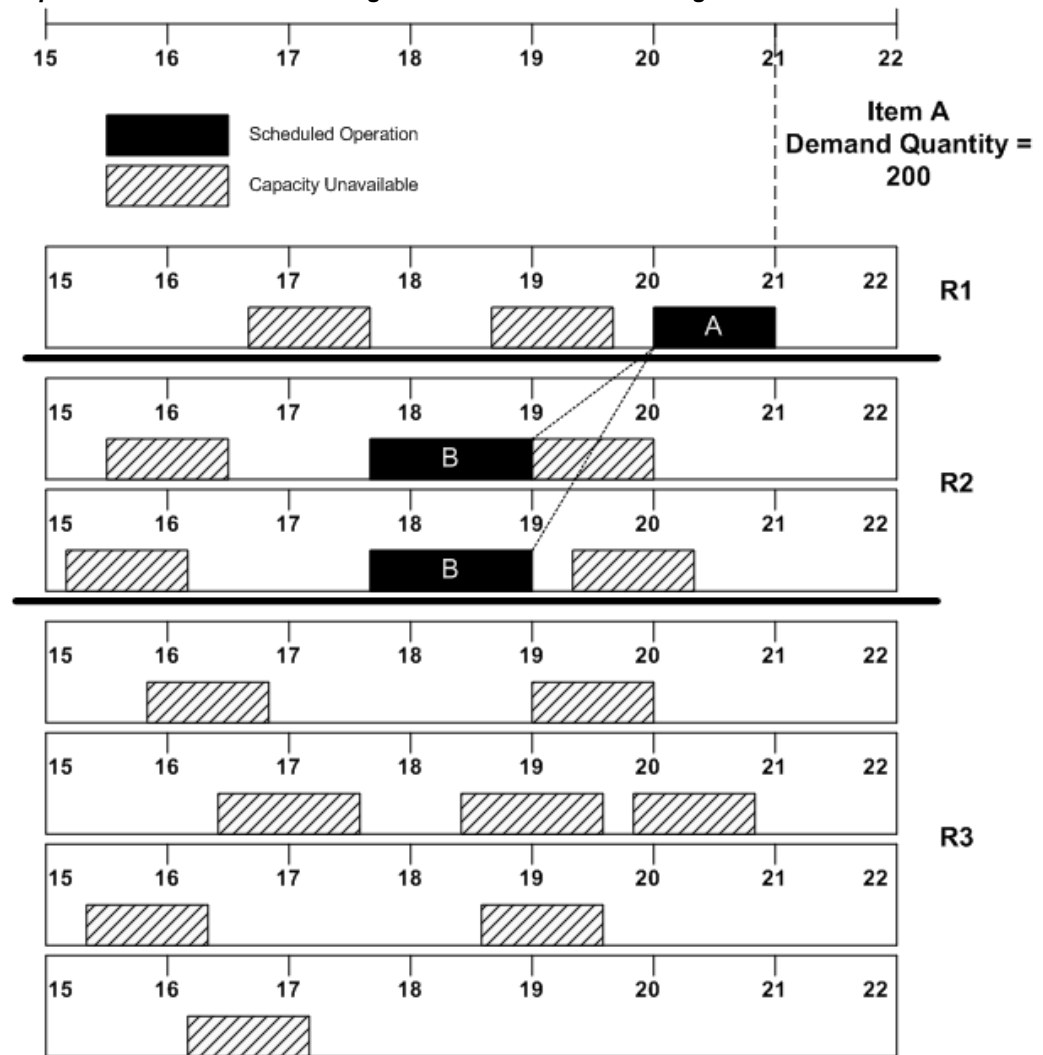 15 16 17 18 19 20 21 22
Scheduled Operation
Capacity Unavailable
Item A
Demand Quantity =
200
15 16 17 18 19 20 21 22
R1
A
15 16 17 18 19 20 21 22
B
R2
15 16 17 18 19 20 21 22
B
15 16 17 18 19 20 21 22
15 16 17 18 19 20 21 22
R3
15 16 17 18 19 20 21 22
15 16 17 18 19 20 21 22